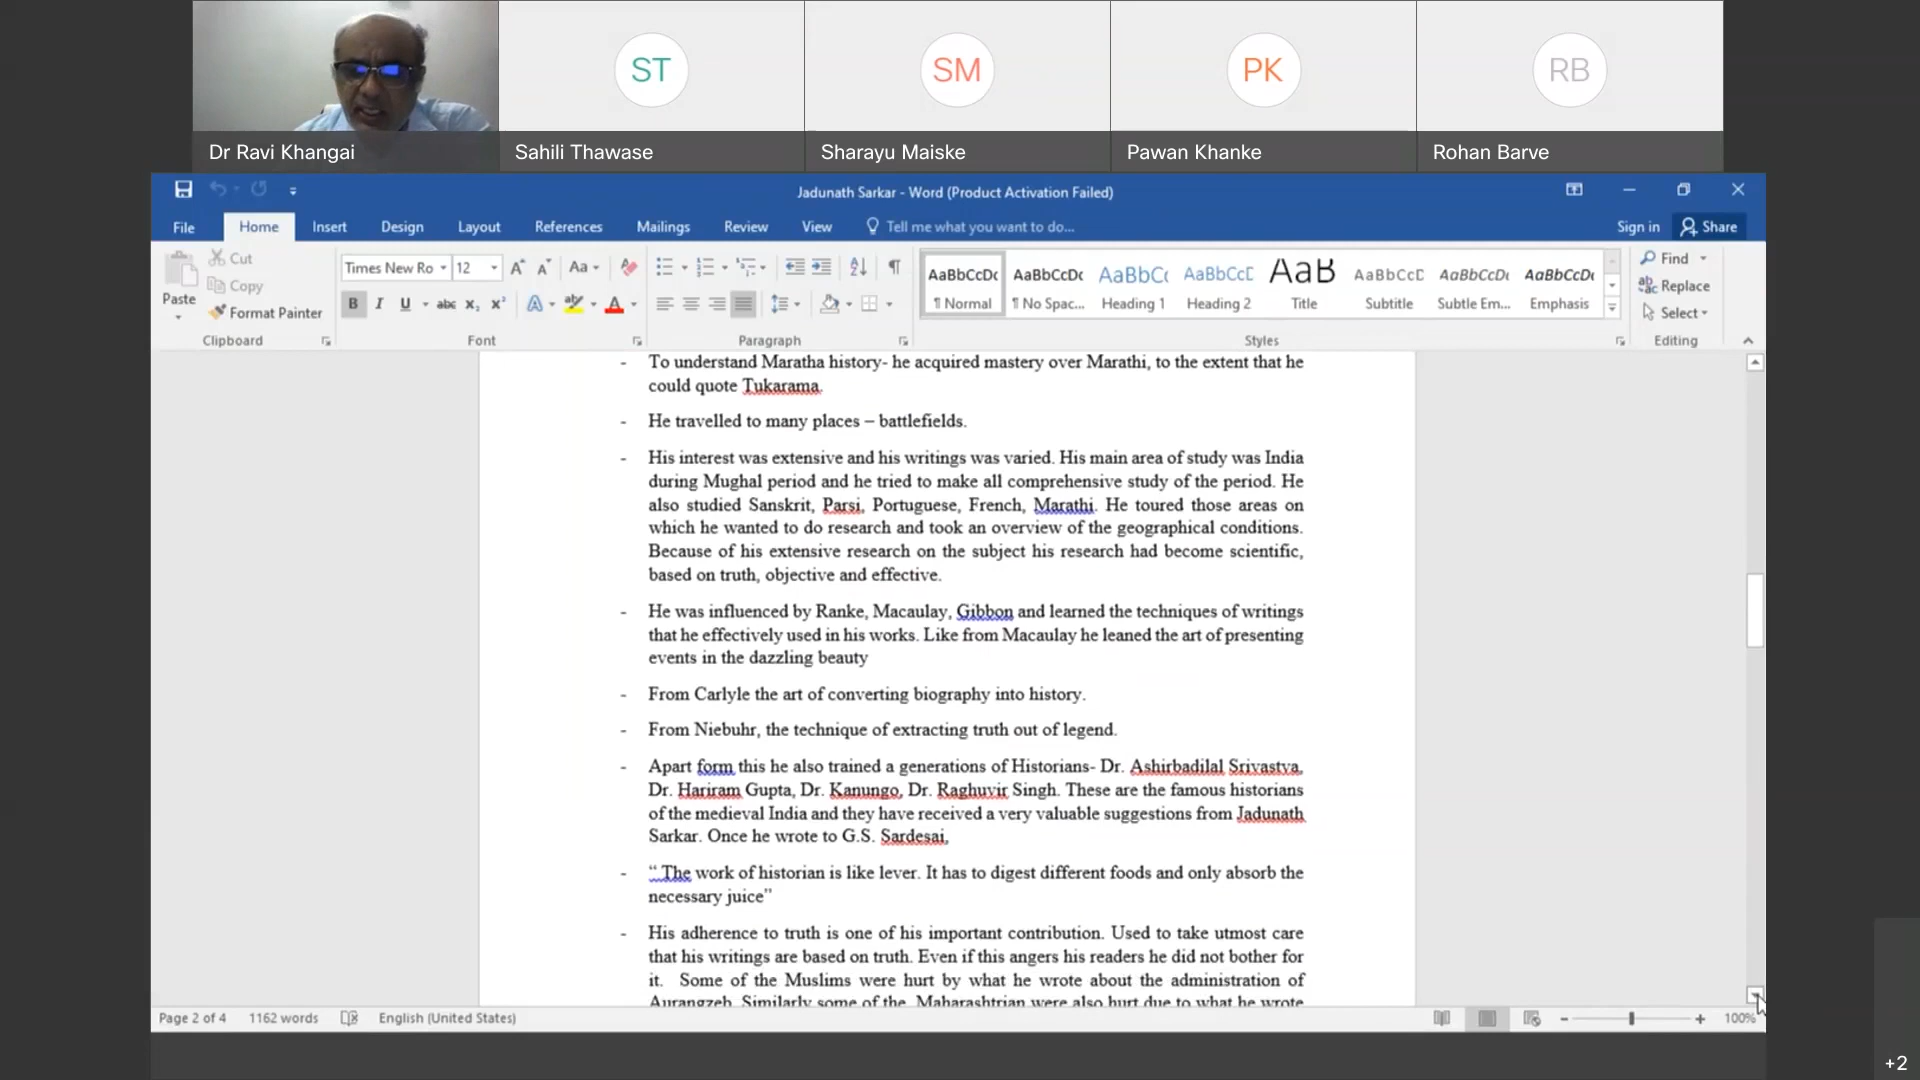 ST
SM
PK
RB
Dr Ravi Khangai
Sahili Thawase
Sharayu Maiske
Pawan Khanke
Rohan Barve
Jadunath Sarkar - Word (Product Activation Failed)
File
Home
Insert
Design
Layout
References
Mailings
Review
View
Tell me what you want to do...
Sign in
Share
Paste
Cut
Copy
Format Painter
Clipboard
Times New Ro
12
Font
Paragraph
AaBbCcDc
¶ Normal
AaBbCcDc
¶ No Spac...
AaBbC(
Heading 1
AaBbCcD
Heading 2
AaB
Title
AaBbCcD
Subtitle
AaBbCcDc
Subtle Em...
AaBbCcDc
Emphasis
Styles
Find
Replace
Select
Editing
- To understand Maratha history- he acquired mastery over Marathi, to the extent that he
could quote Tukarama.
- He travelled to many places – battlefields.
- His interest was extensive and his writings was varied. His main area of study was India
during Mughal period and he tried to make all comprehensive study of the period. He
also studied Sanskrit, Parsi, Portuguese, French, Marathi. He toured those areas on
which he wanted to do research and took an overview of the geographical conditions.
Because of his extensive research on the subject his research had become scientific,
based on truth, objective and effective.
- He was influenced by Ranke, Macaulay, Gibbon and learned the techniques of writings
that he effectively used in his works. Like from Macaulay he leaned the art of presenting
events in the dazzling beauty
- From Carlyle the art of converting biography into history.
- From Niebuhr, the technique of extracting truth out of legend.
- Apart form this he also trained a generations of Historians- Dr. Ashirbadilal Srivastva,
Dr. Hariram Gupta, Dr. Kanungo, Dr. Raghuvir Singh. These are the famous historians
of the medieval India and they have received a very valuable suggestions from Jadunath
Sarkar. Once he wrote to G.S. Sardesai,
- “ The work of historian is like lever. It has to digest different foods and only absorb the
necessary juice”
- His adherence to truth is one of his important contribution. Used to take utmost care
that his writings are based on truth. Even if this angers his readers he did not bother for
it. Some of the Muslims were hurt by what he wrote about the administration of
Aurangzeb. Similarly some of the Maharashtrian were also hurt due to what he wrote
Page 2 of 4
1162 words
English (United States)
100%
+2